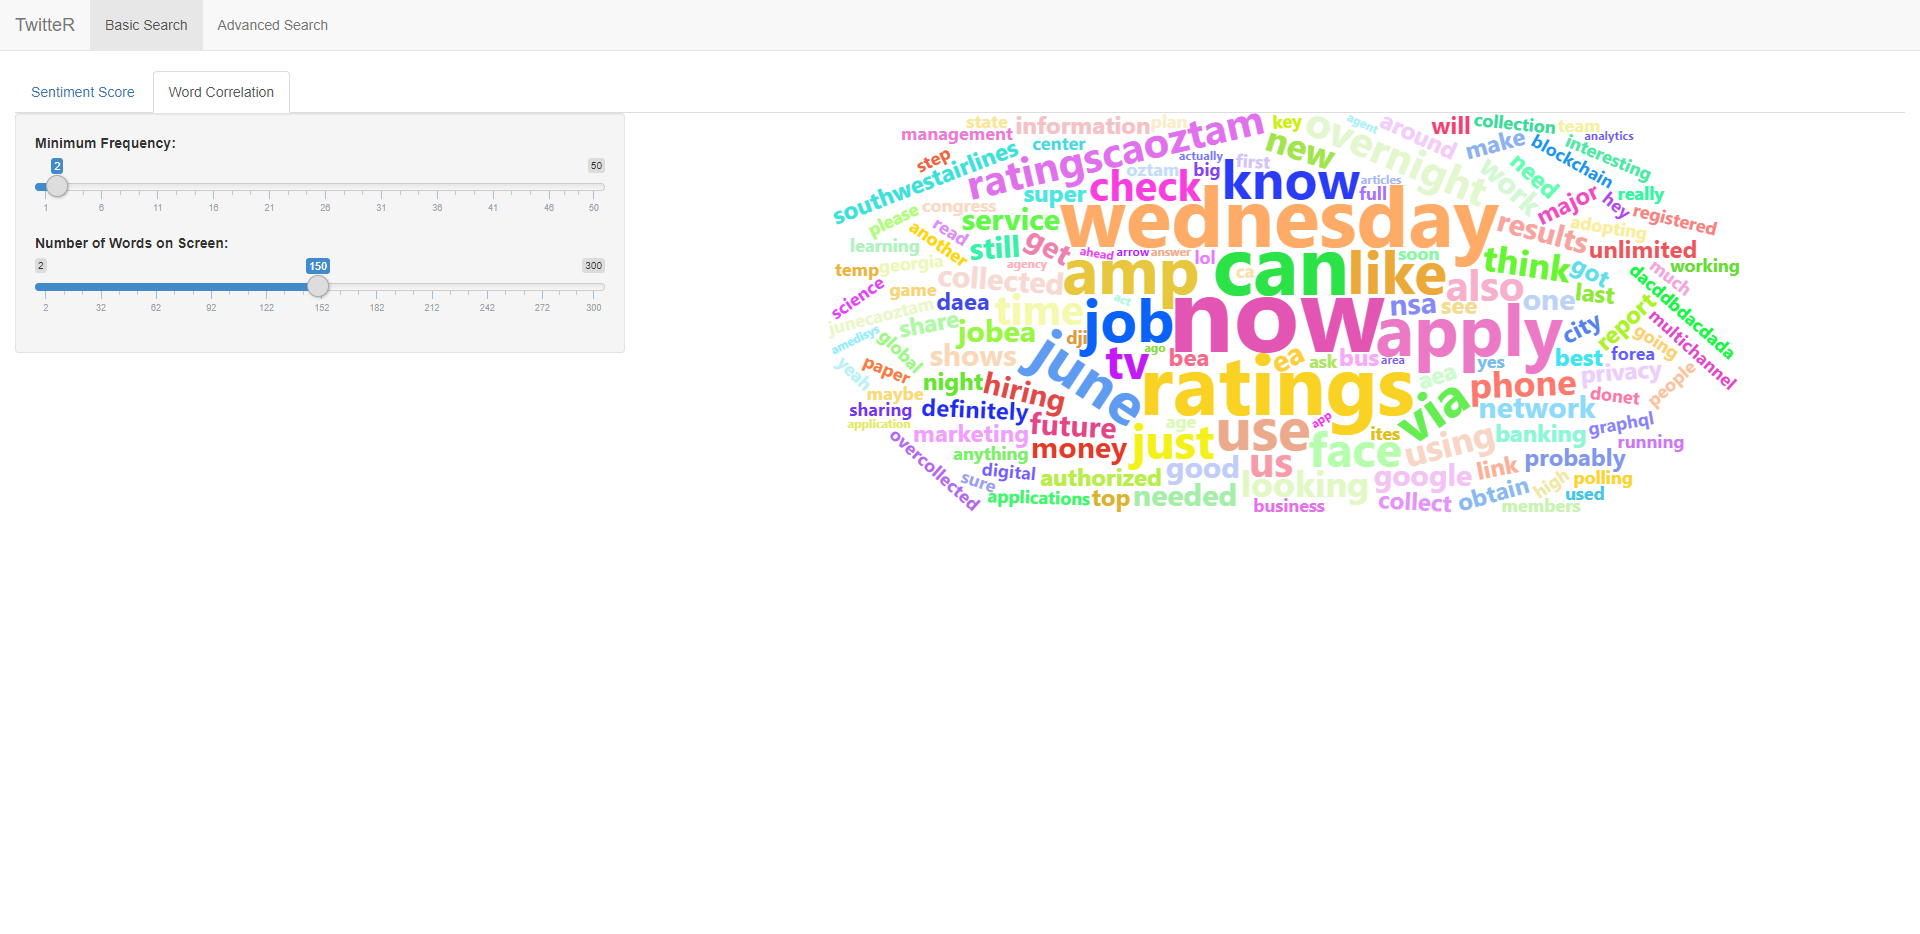 TwitteR Basic Search Advanced Search
Sentiment Score Word Correlation
Minimum Frequency:
2 50
1 6 11 16 21 26 31 36 41 46 50
Number of Words on Screen:
2 150 300
2 32 62 92 122 152 182 212 242 272 300
state information plan ratingscaoztam key overnight agent around will collection team analytics
management center step southwestairlines actually first new make blockchain interesting
oztam big know articles need work
super check full major hey really
please congress service wednesday results adopting registered
learning another read still get unlimited
ahead arrow answer lol can soon think got much working
temp georgia agency collected amp ca like also last dacddbdacdada
science game daea time act now nsa see one report multichannel
junecaoztam share jobea dji job apply city going
amedisys global shows june tv ago bea ea ask bus area yes best forea
yeah paper night hiring ratings aea phone privacy people
maybe sharing definitely via network donet
application marketing future age just use app ites using banking graphql
overcollected anything money face probably running
digital authorized good us google link
sure applications top needed looking collect obtain high polling
business members used